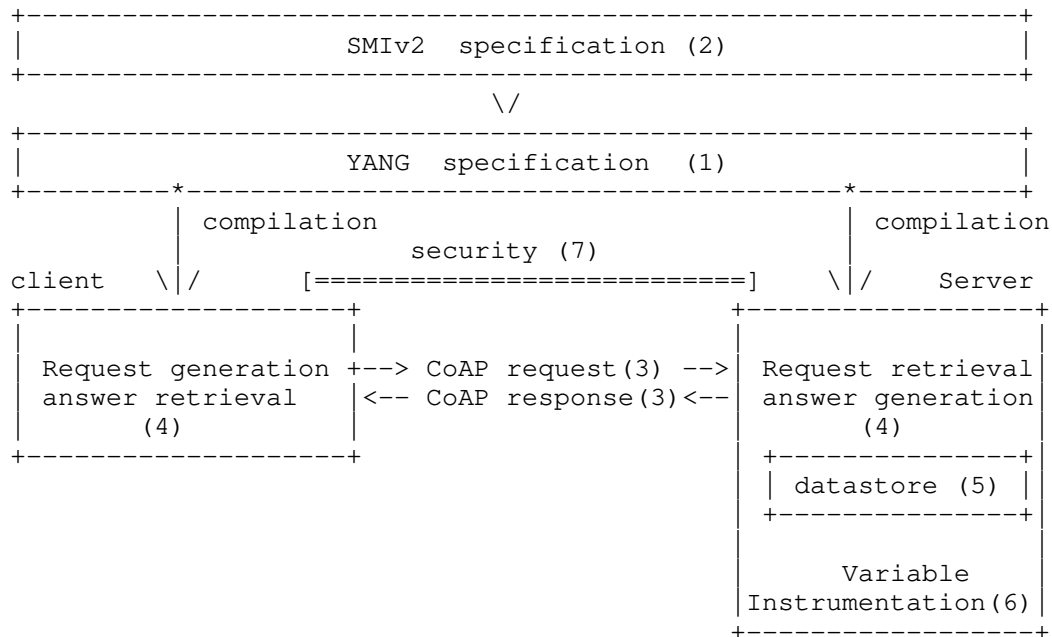 SMIv2 specification (2)
YANG specification (1)
compilation compilation
security (7)
client Server
Request generation +--> CoAP request(3) --> Request retrieval
answer retrieval <-- CoAP response(3)<-- answer generation
(4) (4)
datastore (5)
Variable
Instrumentation(6)